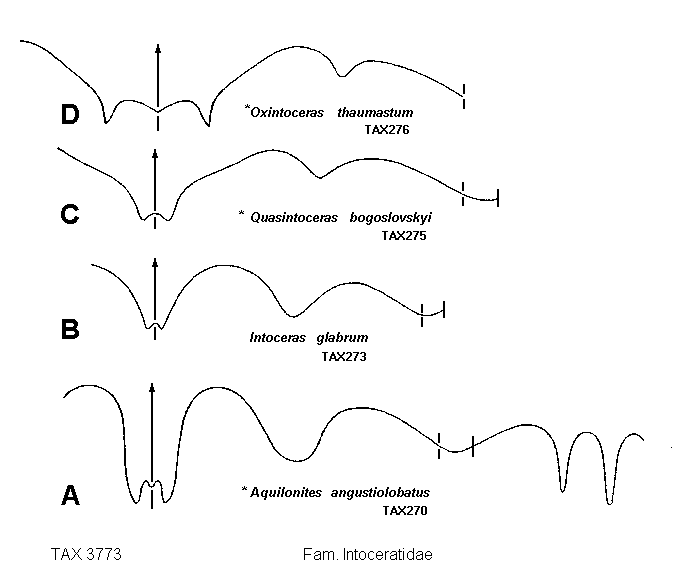 D
*Oxintoceras thaumastum
TAX276
C
* Quasintoceras bogoslovskyi
TAX275
B
Intoceras glabrum
TAX273
A
* Aquilonites angustiolobatus
TAX270
TAX 3773 Fam. Intoceratidae